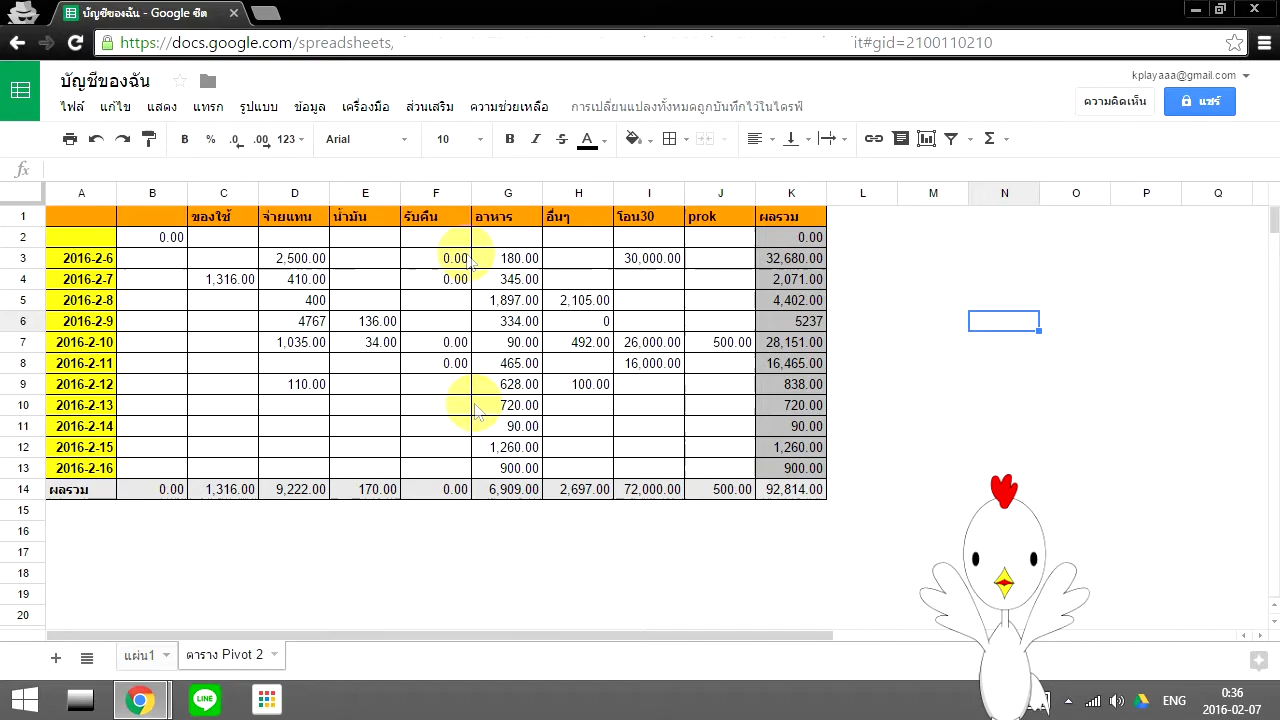 บัญชีของฉัน - Google ชีต
https://docs.google.com/spreadsheets, it#gid=2100110210
บัญชีของฉัน
kplayaaa@gmail.com
ไฟล์ แก้ไข แสดง แทรก รูปแบบ ข้อมูล เครื่องมือ ส่วนเสริม ความช่วยเหลือ การเปลี่ยนแปลงทั้งหมดถูกบันทึกไว้ในไดรฟ์
ความคิดเห็น แชร์
B % .0 .00 123 Arial 10 B I S A Σ
fx
A B C D E F G H I J K L M N O P Q
1 ของใช้ จ่ายแทน น้ำมัน รับคืน อาหาร อื่นๆ โอน30 prok ผลรวม
2 0.00 0.00
3 2016-2-6 2,500.00 0.00 180.00 30,000.00 32,680.00
4 2016-2-7 1,316.00 410.00 0.00 345.00 2,071.00
5 2016-2-8 400 1,897.00 2,105.00 4,402.00
6 2016-2-9 4767 136.00 334.00 0 5237
7 2016-2-10 1,035.00 34.00 0.00 90.00 492.00 26,000.00 500.00 28,151.00
8 2016-2-11 0.00 465.00 16,000.00 16,465.00
9 2016-2-12 110.00 628.00 100.00 838.00
10 2016-2-13 720.00 720.00
11 2016-2-14 90.00 90.00
12 2016-2-15 1,260.00 1,260.00
13 2016-2-16 900.00 900.00
14 ผลรวม 0.00 1,316.00 9,222.00 170.00 0.00 6,909.00 2,697.00 72,000.00 500.00 92,814.00
15
16
17
18
19
20
แผ่น1 ตาราง Pivot 2
LINE
ENG
0:36
2016-02-07